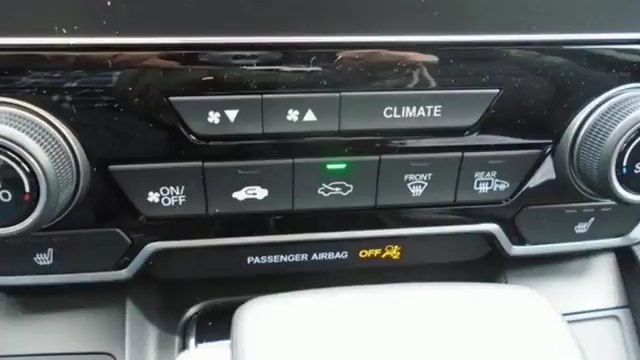 CLIMATE
ON/
OFF
FRONT
REAR
PASSENGER AIRBAG OFF